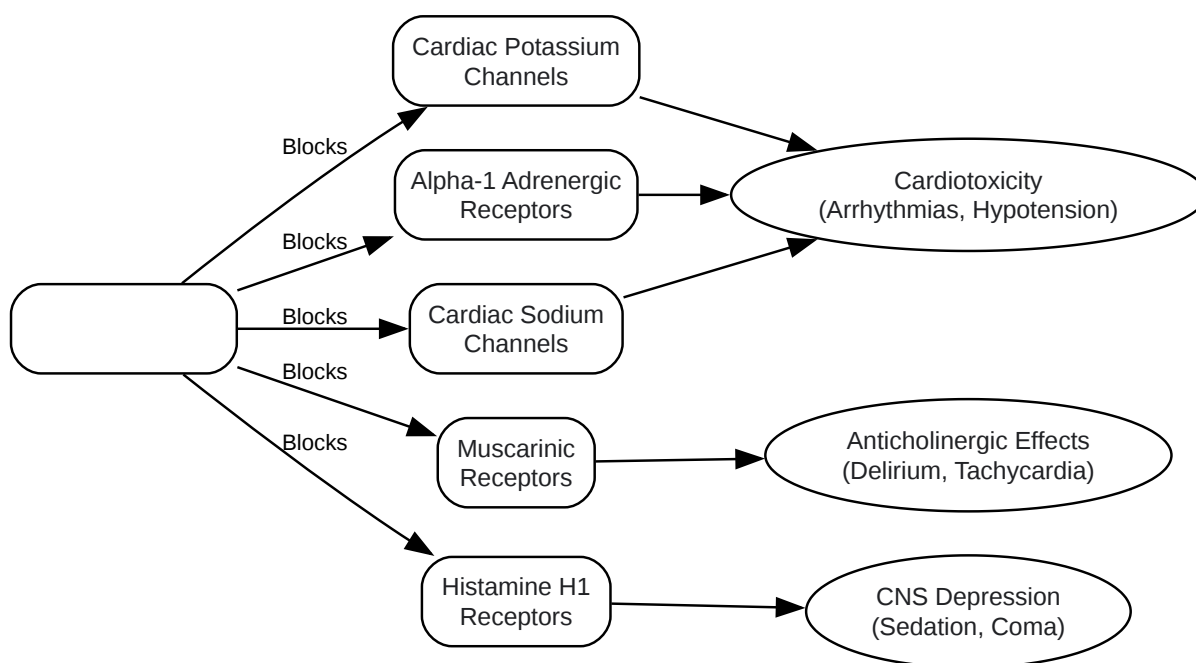 Cardiac Potassium
Channels
Blocks
Alpha-1 Adrenergic
Receptors
Cardiotoxicity
(Arrhythmias, Hypotension)
Blocks
Blocks
Cardiac Sodium
Channels
Blocks
Muscarinic
Receptors
Anticholinergic Effects
(Delirium, Tachycardia)
Blocks
Histamine H1
Receptors
CNS Depression
(Sedation, Coma)